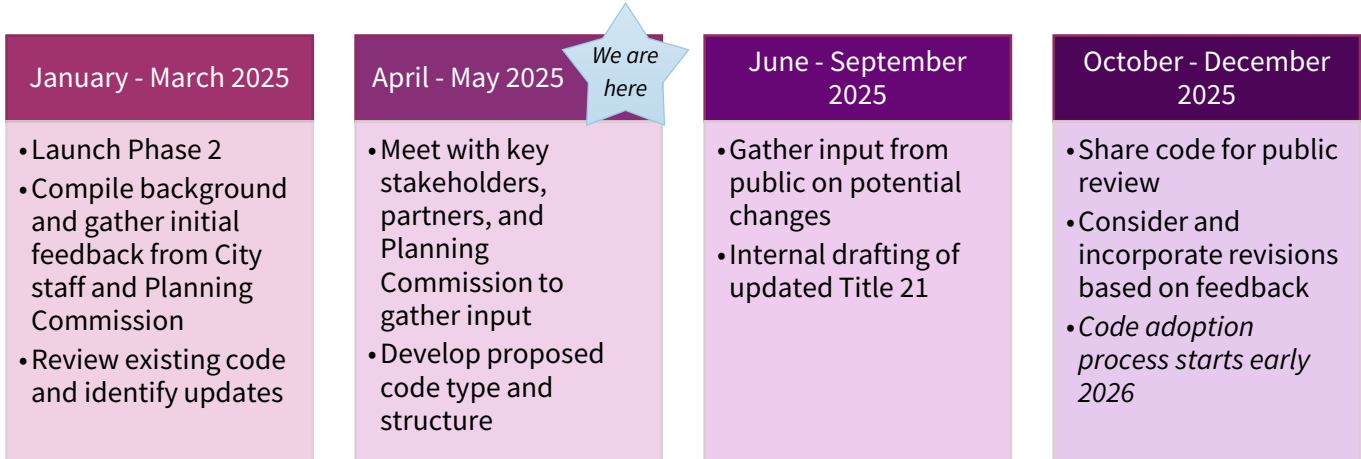 January - March 2025
•Launch Phase 2
•Compile background
and gather initial
feedback from City
staff and Planning
Commission
•Review existing code
and identify updates
April - May 2025
We are
here
•Meet with key
stakeholders,
partners, and
Planning
Commission to
gather input
•Develop proposed
code type and
structure
June - September
2025
•Gather input from
public on potential
changes
•Internal drafting of
updated Title 21
October - December
2025
•Share code for public
review
•Consider and
incorporate revisions
based on feedback
•Code adoption
process starts early
2026